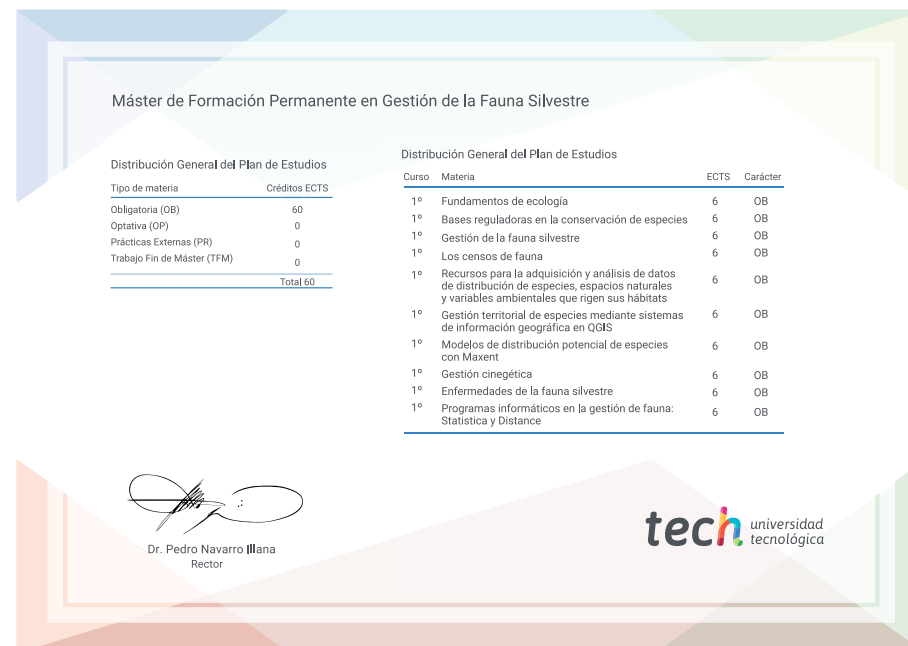 Máster de Formación Permanente en Gestión de la Fauna Silvestre
Distribución General del Plan de Estudios
Tipo de materia Créditos ECTS
Obligatoria (OB) 60
Optativa (OP) 0
Prácticas Externas (PR) 0
Trabajo Fin de Máster (TFM) 0
Total 60
Distribución General del Plan de Estudios
Curso Materia ECTS Carácter
1º Fundamentos de ecología 6 OB
1º Bases reguladoras en la conservación de especies 6 OB
1º Gestión de la fauna silvestre 6 OB
1º Los censos de fauna 6 OB
1º Recursos para la adquisición y análisis de datos
de distribución de especies, espacios naturales 6 OB
y variables ambientales que rigen sus hábitats
1º Gestión territorial de especies mediante sistemas 6 OB
de información geográfica en QGIS
1º Modelos de distribución potencial de especies 6 OB
con Maxent
1º Gestión cinegética 6 OB
1º Enfermedades de la fauna silvestre 6 OB
1º Programas informáticos en la gestión de fauna: 6 OB
Statistica y Distance
Dr. Pedro Navarro Illana
Rector
tech universidad
tecnológica